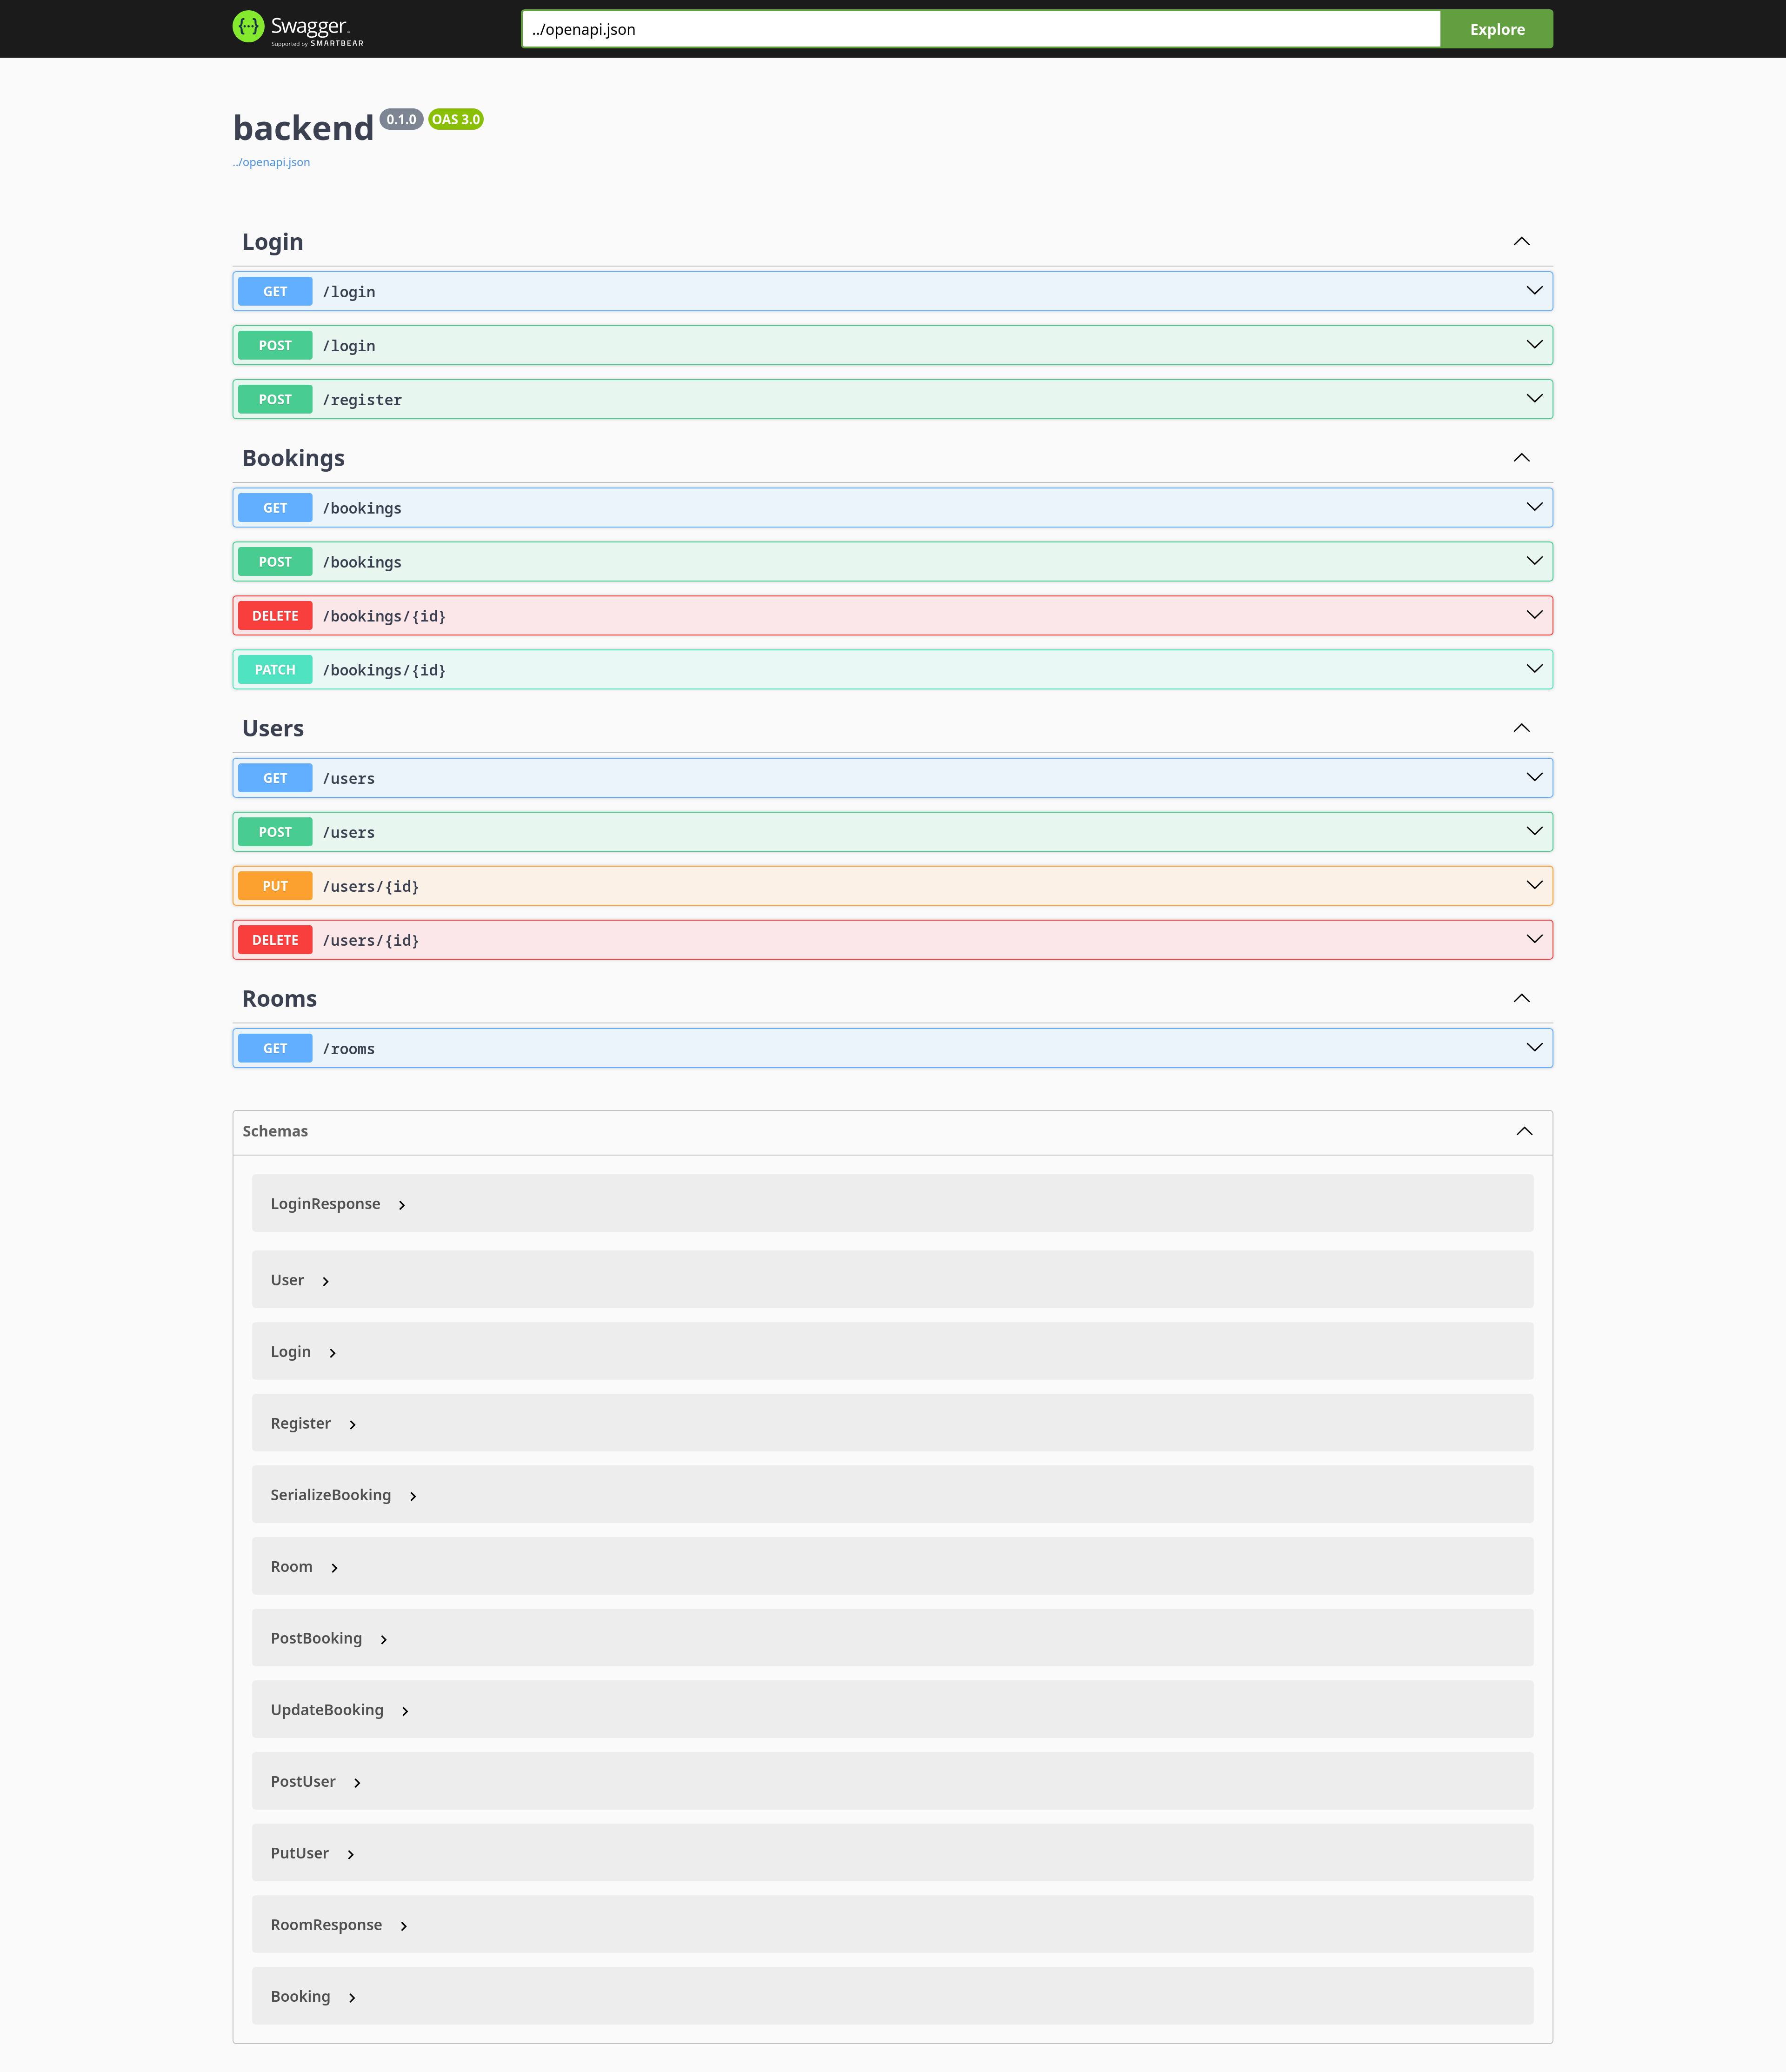 Swagger
Supported by SMARTBEAR
../openapi.json
Explore
backend 0.1.0 OAS 3.0
../openapi.json
Login
GET /login
POST /login
POST /register
Bookings
GET /bookings
POST /bookings
DELETE /bookings/{id}
PATCH /bookings/{id}
Users
GET /users
POST /users
PUT /users/{id}
DELETE /users/{id}
Rooms
GET /rooms
Schemas
LoginResponse
User
Login
Register
SerializeBooking
Room
PostBooking
UpdateBooking
PostUser
PutUser
RoomResponse
Booking